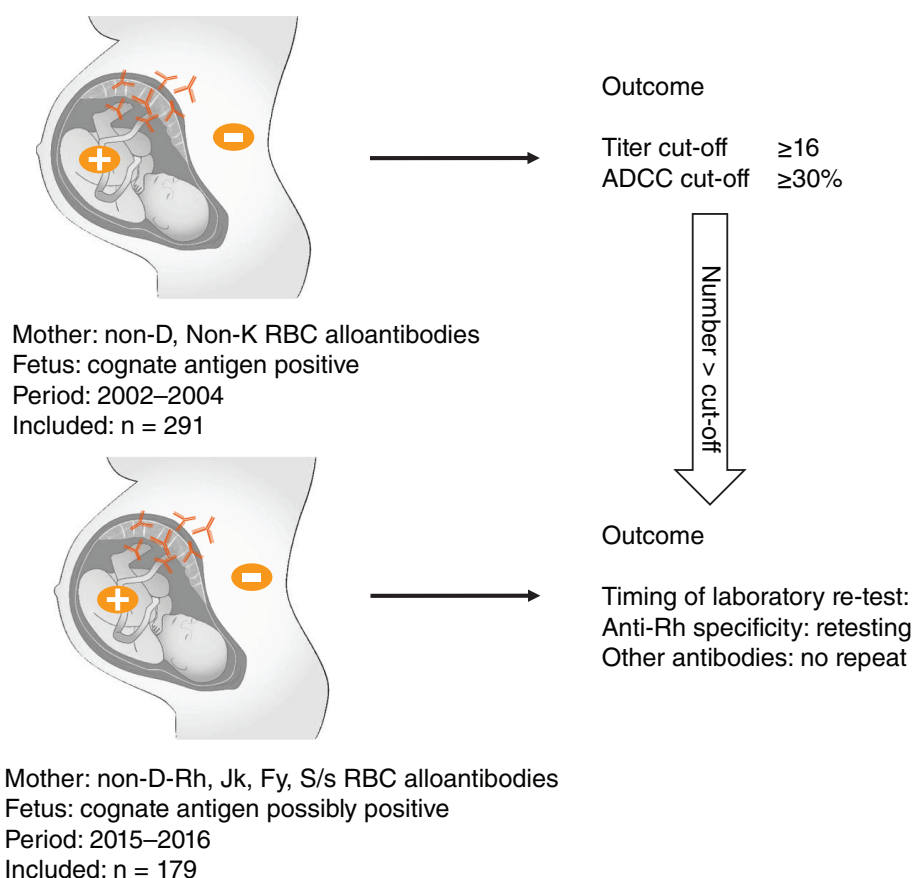 Outcome
Titer cut-off ≥16
ADCC cut-off ≥30%
Number > cut-off
Mother: non-D, Non-K RBC alloantibodies
Fetus: cognate antigen positive
Period: 2002–2004
Included: n = 291
Outcome
Timing of laboratory re-test:
Anti-Rh specificity: retesting
Other antibodies: no repeat
Mother: non-D-Rh, Jk, Fy, S/s RBC alloantibodies
Fetus: cognate antigen possibly positive
Period: 2015–2016
Included: n = 179